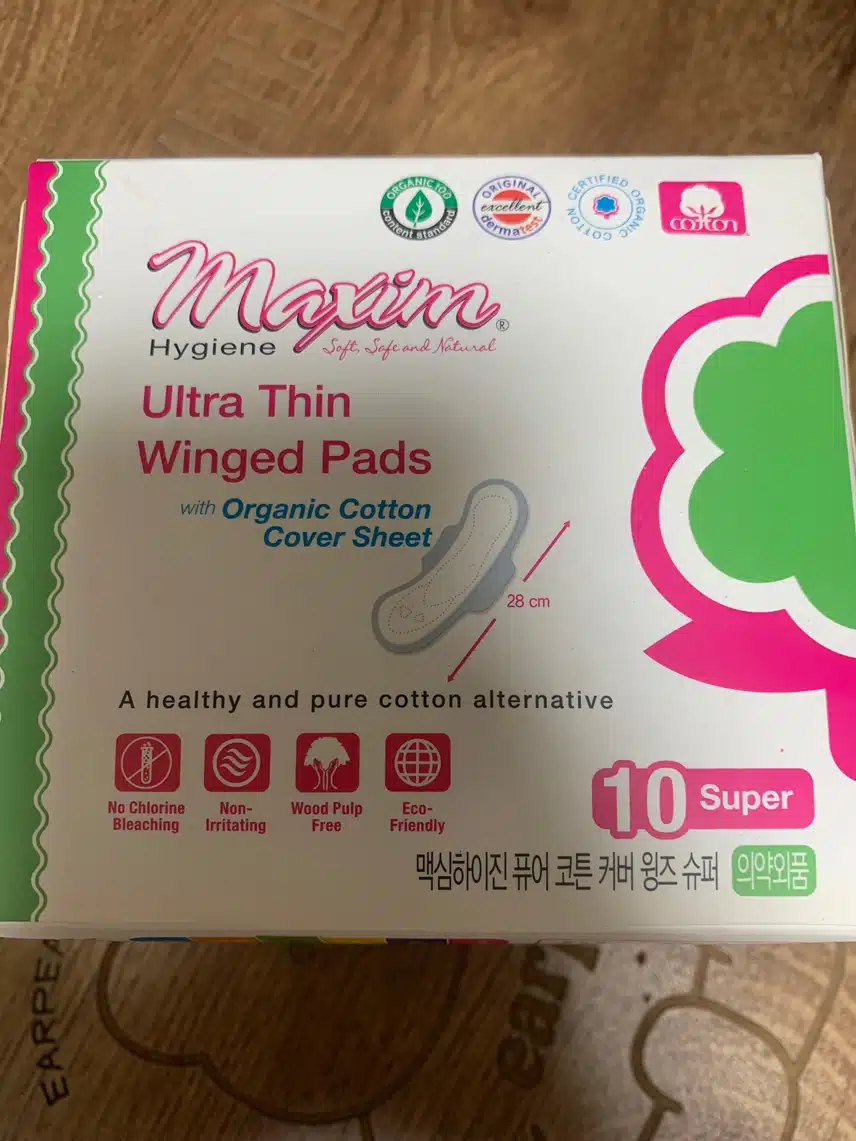 ORGANIC 100
content standard
ORIGINAL
excellent
dermatest
CERTIFIED ORGANIC COTTON
cotton
Maxim®
Hygiene
Soft, Safe and Natural
Ultra Thin
Winged Pads
with Organic Cotton
Cover Sheet
28 cm
A healthy and pure cotton alternative
No Chlorine
Bleaching
Non-
Irritating
Wood Pulp
Free
Eco-
Friendly
10 Super
맥심하이진 퓨어 코튼 커버 윙즈 슈퍼 의약외품